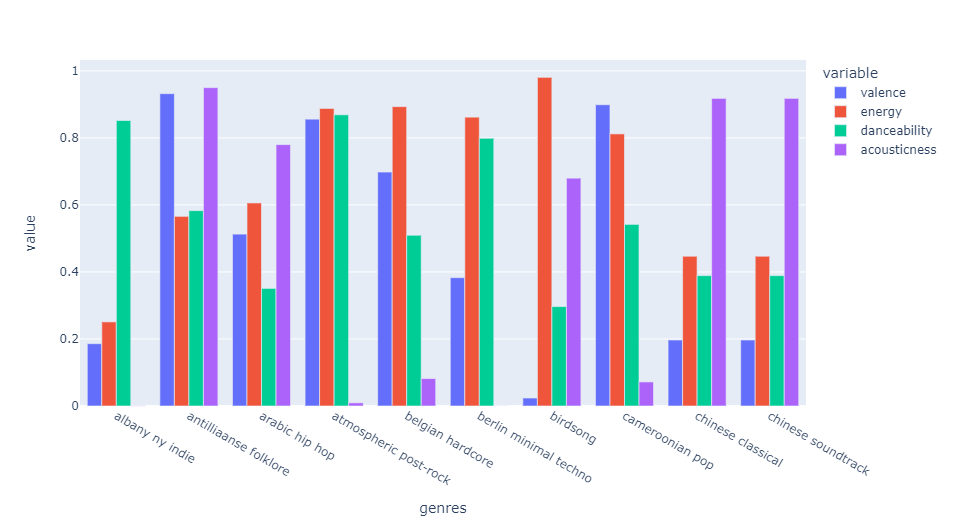 1
0.8
0.6
0.4
0.2
0
value
albany ny indie
antilliaanse folklore
arabic hip hop
atmospheric post-rock
belgian hardcore
berlin minimal techno
birdsong
cameroonian pop
chinese classical
chinese soundtrack
genres
variable
valence
energy
danceability
acousticness